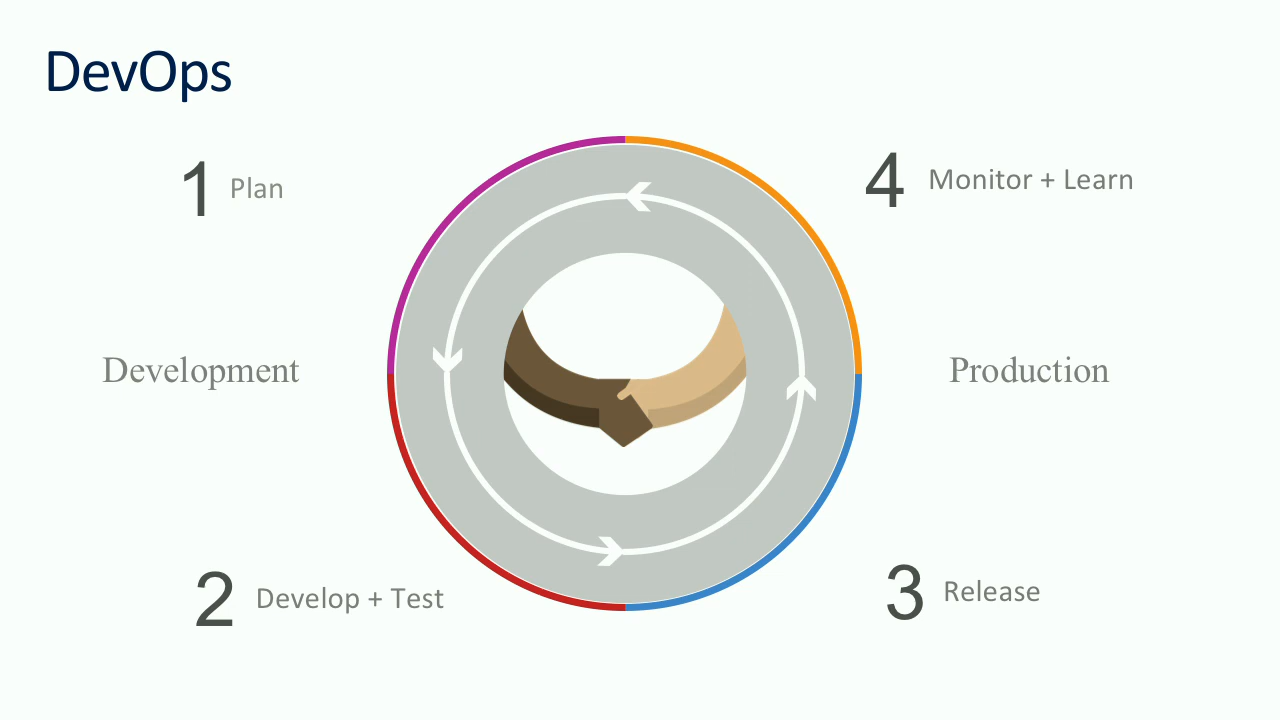 DevOps
1 Plan
4 Monitor + Learn
Development
Production
2 Develop + Test
3 Release